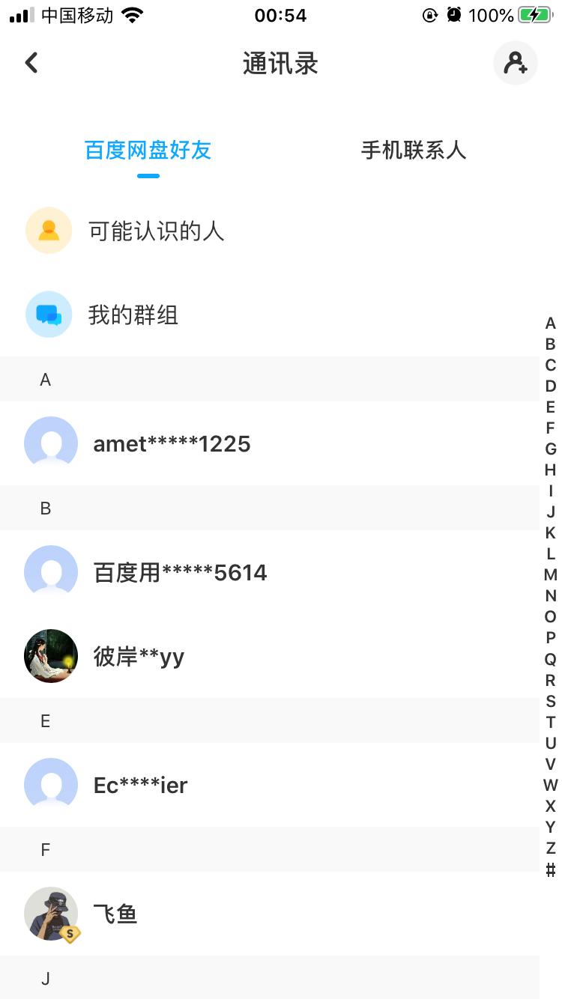 中国移动 00:54 100%
通讯录
百度网盘好友 手机联系人
可能认识的人
我的群组
A
amet*****1225
B
百度用*****5614
彼岸**yy
E
Ec****ier
F
飞鱼
S
J
A
B
C
D
E
F
G
H
I
J
K
L
M
N
O
P
Q
R
S
T
U
V
W
X
Y
Z
#